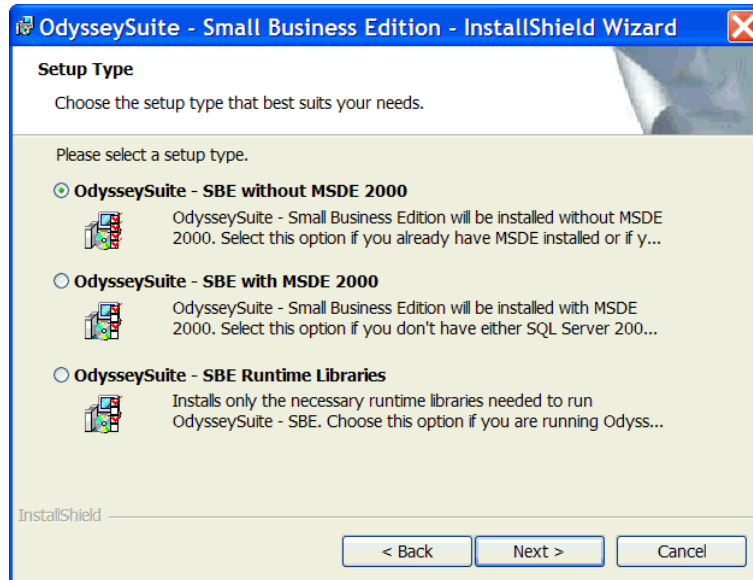 OdysseySuite - Small Business Edition - InstallShield Wizard
Setup Type
Choose the setup type that best suits your needs.
Please select a setup type.
OdysseySuite - SBE without MSDE 2000
OdysseySuite - Small Business Edition will be installed without MSDE
2000. Select this option if you already have MSDE installed or if y...
OdysseySuite - SBE with MSDE 2000
OdysseySuite - Small Business Edition will be installed with MSDE
2000. Select this option if you don't have either SQL Server 200...
OdysseySuite - SBE Runtime Libraries
Installs only the necessary runtime libraries needed to run
OdysseySuite - SBE. Choose this option if you are running Odyss...
InstallShield
< Back Next > Cancel